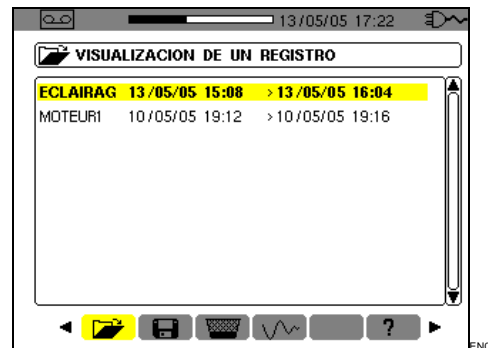 13/05/05 17:22
VISUALIZACION DE UN REGISTRO
ECLAIRAG 13/05/05 15:08 >13/05/05 16:04
MOTEUR1 10/05/05 19:12 >10/05/05 19:16
?
ENG